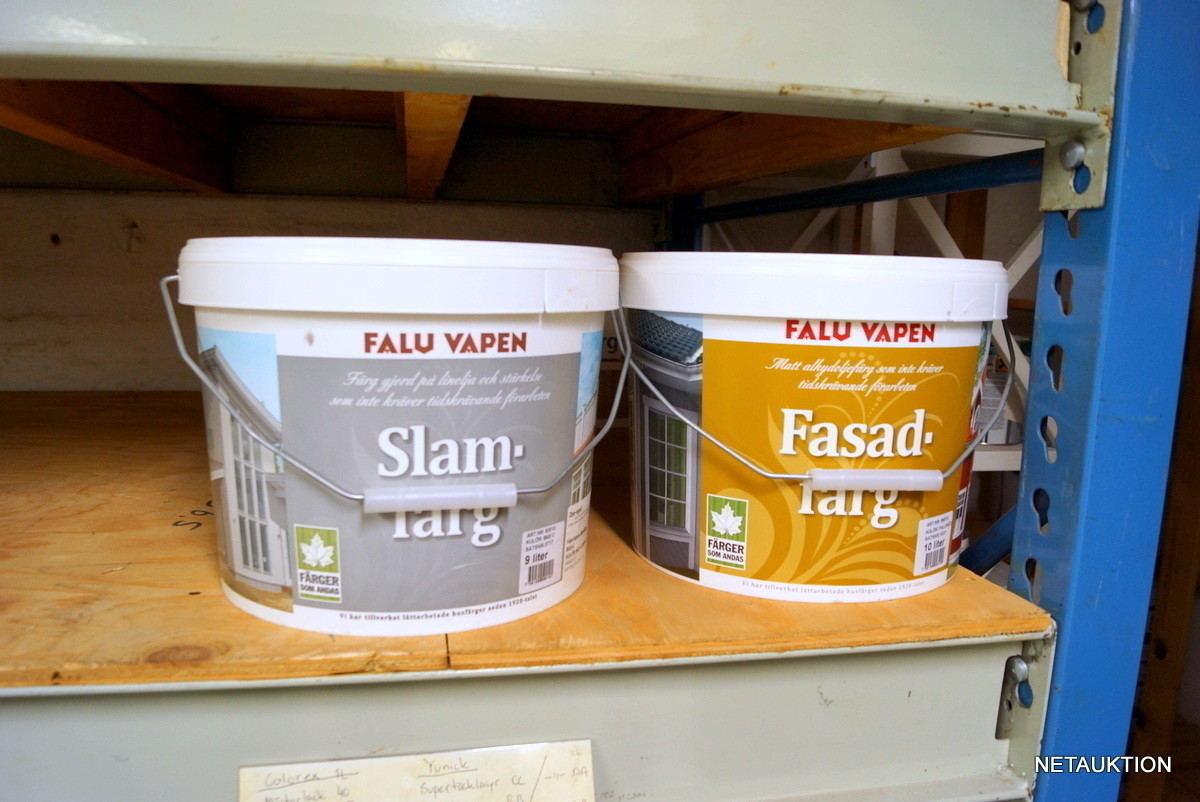 FALU VAPEN
Färg gjord på linolja och stärkelse
som inte kräver tidskrävande förarbeten
Slam-
färg
FÄRGER
SOM ANDAS
9 liter
Vi har tillverkat lättarbetade husfärger sedan 1920-talet
FALU VAPEN
Matt alkydoljefärg som inte kräver
tidskrävande förarbeten
Fasad-
färg
FÄRGER
SOM ANDAS
10 liter
Vi har tillverkat lättarbetade husfärger sedan 1920-talet
Colorex 1L
Yunick
NETAUKTION